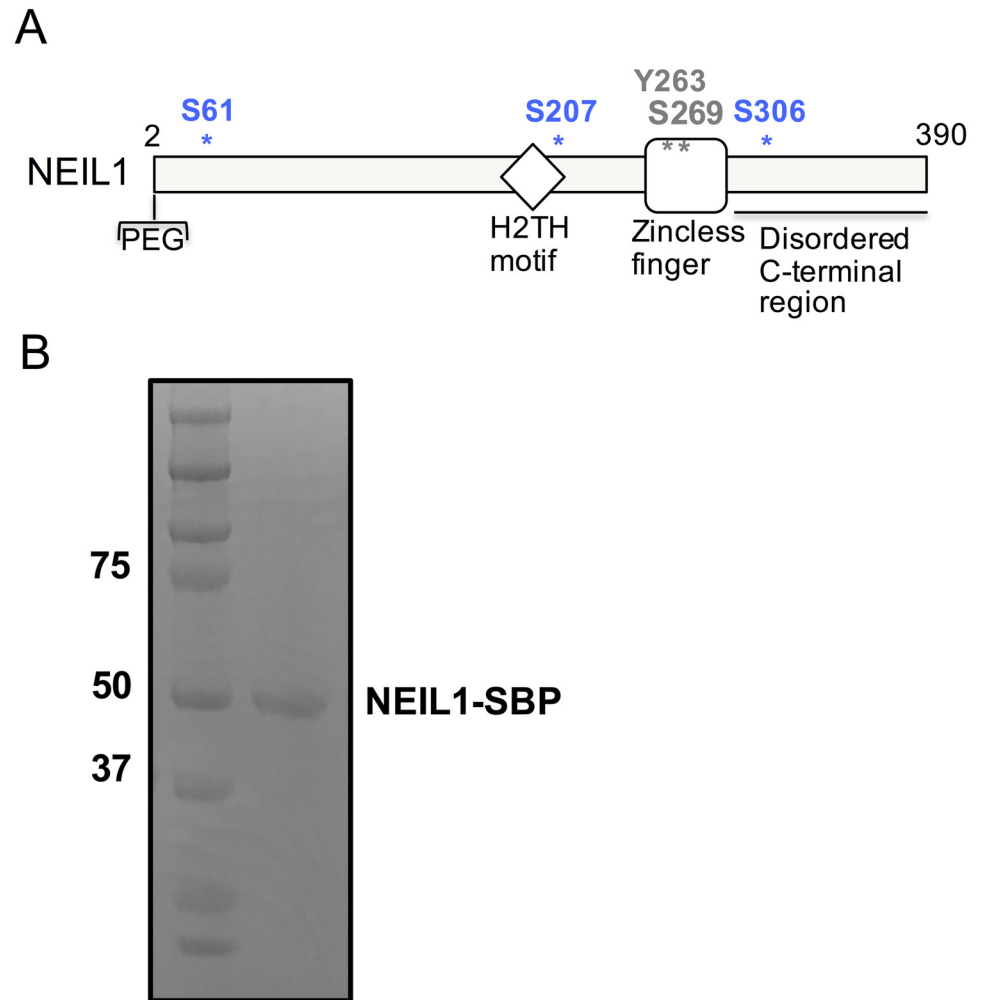 A
Y263
S61 S207 S269 S306
* * * * *
2 390
NEIL1
PEG
H2TH
motif
Zincless
finger
Disordered
C-terminal
region
B
75
50
NEIL1-SBP
37